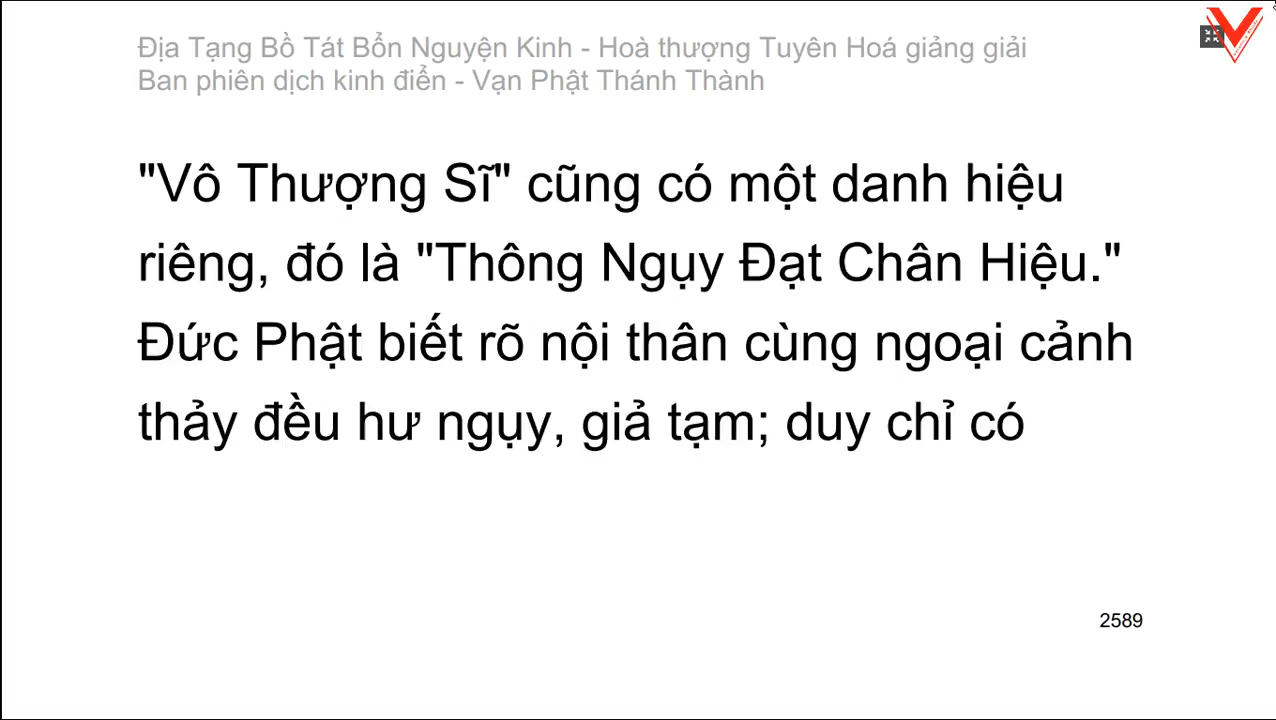 Địa Tạng Bồ Tát Bổn Nguyện Kinh - Hoà thượng Tuyên Hoá giảng giải
Ban phiên dịch kinh điển - Vạn Phật Thánh Thành
"Vô Thượng Sĩ" cũng có một danh hiệu
riêng, đó là "Thông Ngụy Đạt Chân Hiệu."
Đức Phật biết rõ nội thân cùng ngoại cảnh
thảy đều hư ngụy, giả tạm; duy chỉ có
2589